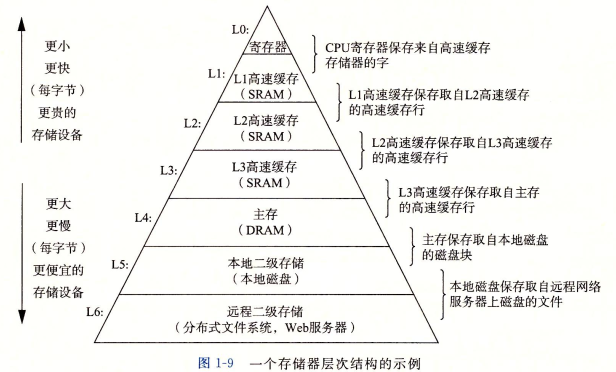 更小
更快
（每字节）
更贵的
存储设备
更大
更慢
（每字节）
更便宜的
存储设备
L0:
寄存器
CPU寄存器保存来自高速缓存
存储器的字
L1:
L1高速缓存
（SRAM）
L1高速缓存保存取自L2高速缓存
的高速缓存行
L2:
L2高速缓存
（SRAM）
L2高速缓存保存取自L3高速缓存
的高速缓存行
L3:
L3高速缓存
（SRAM）
L3高速缓存保存取自主存
的高速缓存行
L4:
主存
（DRAM）
主存保存取自本地磁盘
的磁盘块
L5:
本地二级存储
（本地磁盘）
本地磁盘保存取自远程网络
服务器上磁盘的文件
L6:
远程二级存储
（分布式文件系统，Web服务器）
图 1-9 一个存储器层次结构的示例